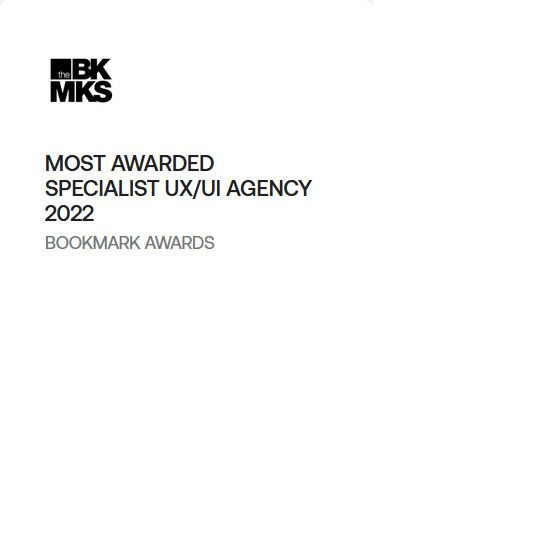 the BK
MKS
MOST AWARDED
SPECIALIST UX/UI AGENCY
2022
BOOKMARK AWARDS